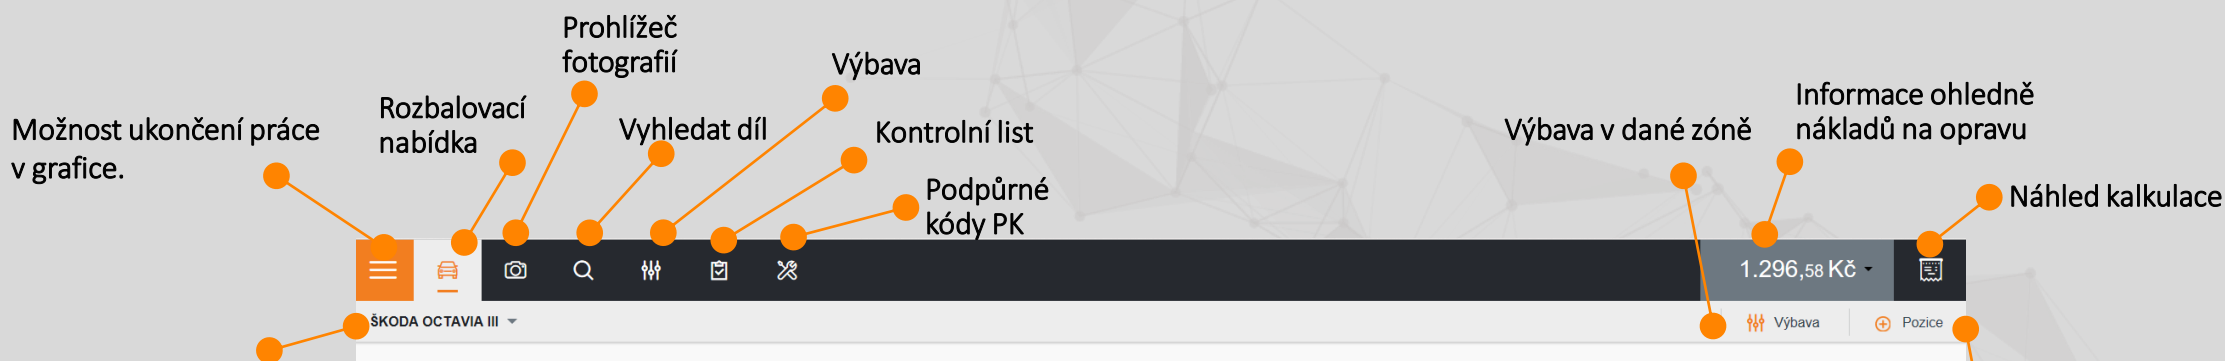 Prohlížeč
fotografií
Výbava
Rozbalovací
nabídka
Vyhledat díl
Kontrolní list
Možnost ukončení práce
v grafice.
Podpůrné
kódy PK
Informace ohledně
nákladů na opravu
Výbava v dané zóně
Náhled kalkulace
1.296,58 Kč
ŠKODA OCTAVIA III
Výbava
Pozice